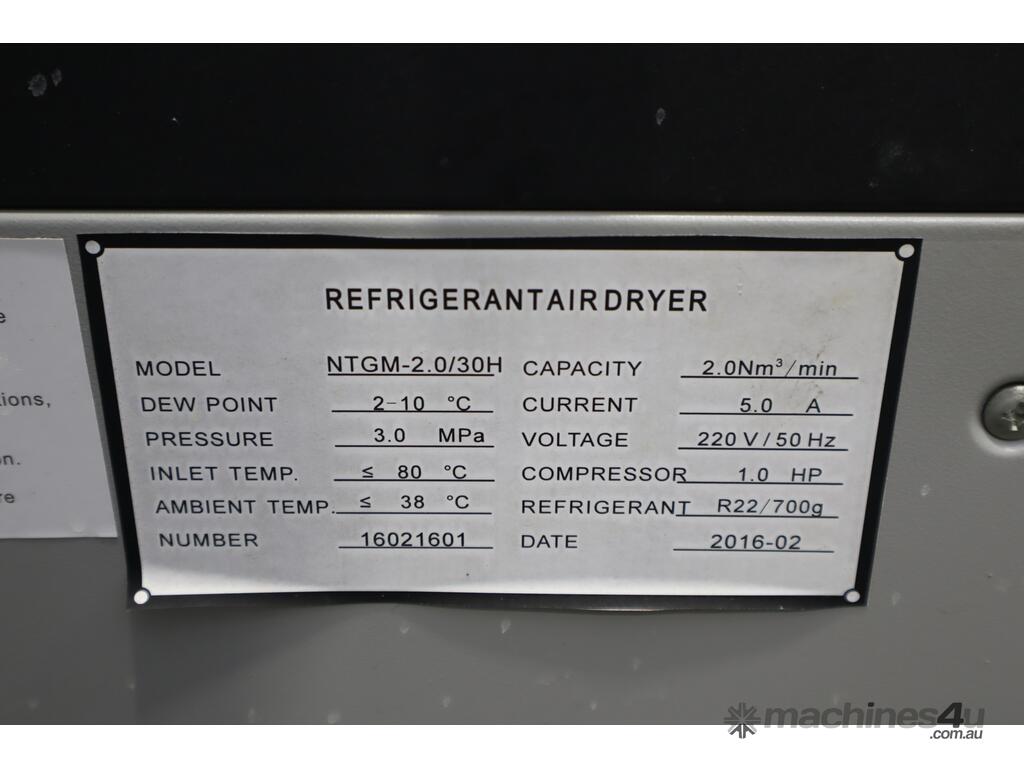 REFRIGERANTAIRDRYER
MODEL NTGM-2.0/30H CAPACITY 2.0Nm³/min
DEW POINT 2-10 °C CURRENT 5.0 A
PRESSURE 3.0 MPa VOLTAGE 220 V/50 Hz
INLET TEMP. ≤ 80 °C COMPRESSOR 1.0 HP
AMBIENT TEMP. ≤ 38 °C REFRIGERANT R22/700g
NUMBER 16021601 DATE 2016-02
machines4u
.com.au